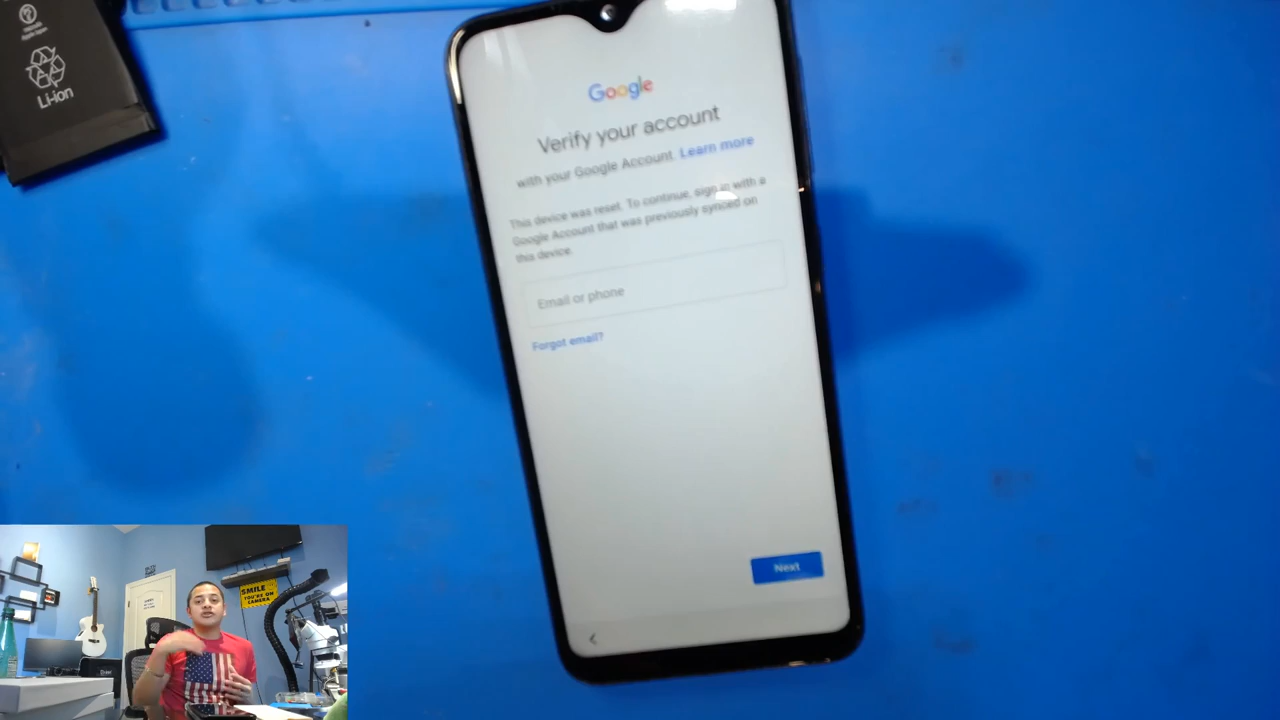 Li-ion
Google
Verify your account
with your Google Account. Learn more
This device was reset. To continue, sign in with a
Google Account that was previously synced on
this device.
Email or phone
Forgot email?
Next
SMILE
YOU'RE ON
CAMERA